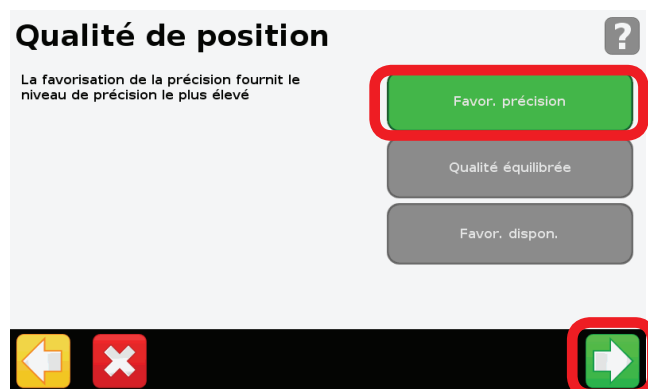 Qualité de position
?
La favorisation de la précision fournit le
niveau de précision le plus élevé
Favor. précision
Qualité équilibrée
Favor. dispon.